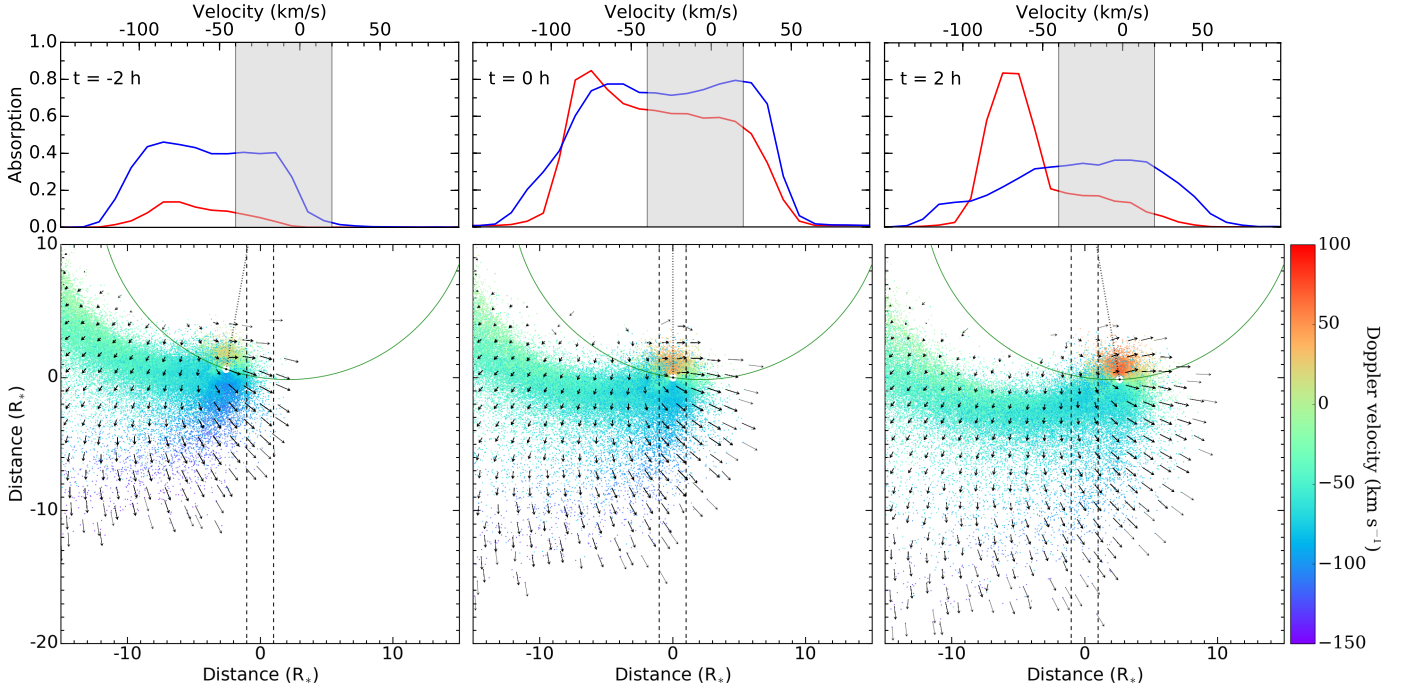 Velocity (km/s) Velocity (km/s) Velocity (km/s)
-100 -50 0 50 -100 -50 0 50 -100 -50 0 50
1.0
0.8
0.6
0.4
0.2
0.0
Absorption
t = -2 h t = 0 h t = 2 h
10
0
-10
-20
Distance (R*)
-10 0 10 -10 0 10 -10 0 10
Distance (R*) Distance (R*) Distance (R*)
100
50
0
−50
−100
−150
Doppler velocity (km s⁻¹)